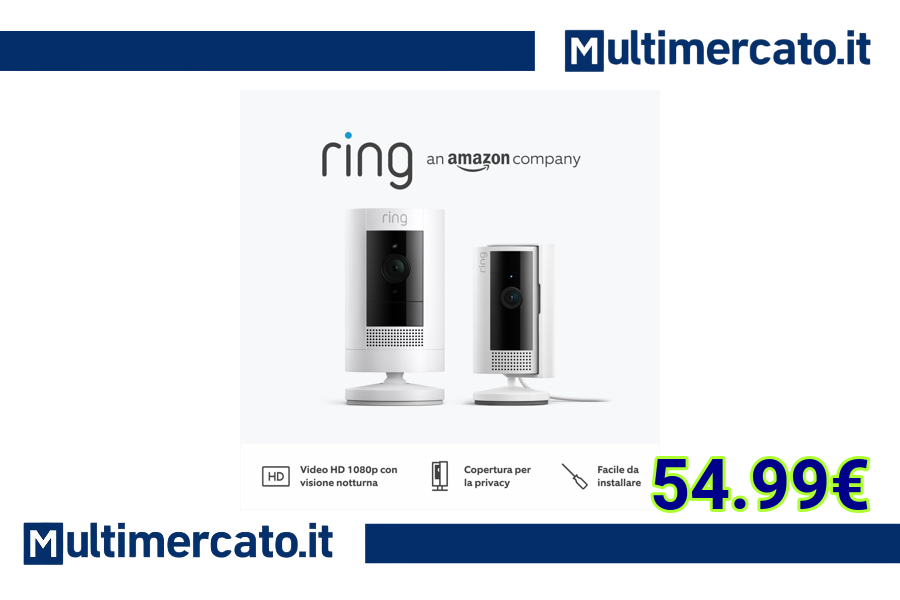 Multimercato.it
ring an amazon company
ring
ring
HD
Video HD 1080p con
visione notturna
Copertura per
la privacy
Facile da
installare
54.99€
Multimercato.it